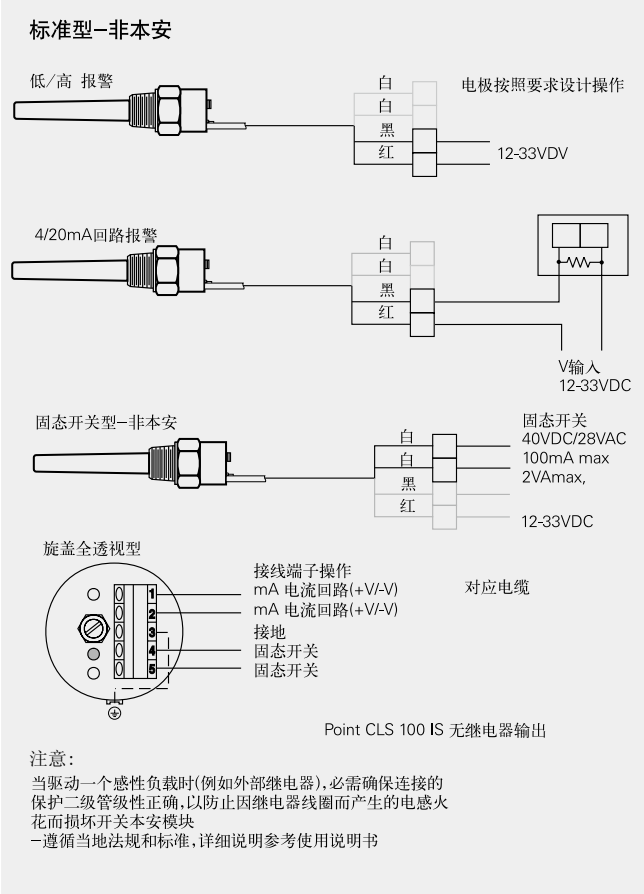 标准型-非本安
低/高 报警
白
电极按照要求设计操作
白
黑
红
12-33VDV
4/20mA回路报警
白
白
黑
红
V输入
12-33VDC
固态开关型-非本安
白
白
黑
红
固态开关
40VDC/28VAC
100mA max
2VAmax,
12-33VDC
旋盖全透视型
接线端子操作
1 mA 电流回路(+V/-V)
对应电缆
2 mA 电流回路(+V/-V)
3 接地
4 固态开关
5 固态开关
Point CLS 100 IS 无继电器输出
注意:
当驱动一个感性负载时(例如外部继电器),必需确保连接的
保护二级管级性正确,以防止因继电器线圈而产生的电感火
花而损坏开关本安模块
-遵循当地法规和标准,详细说明参考使用说明书